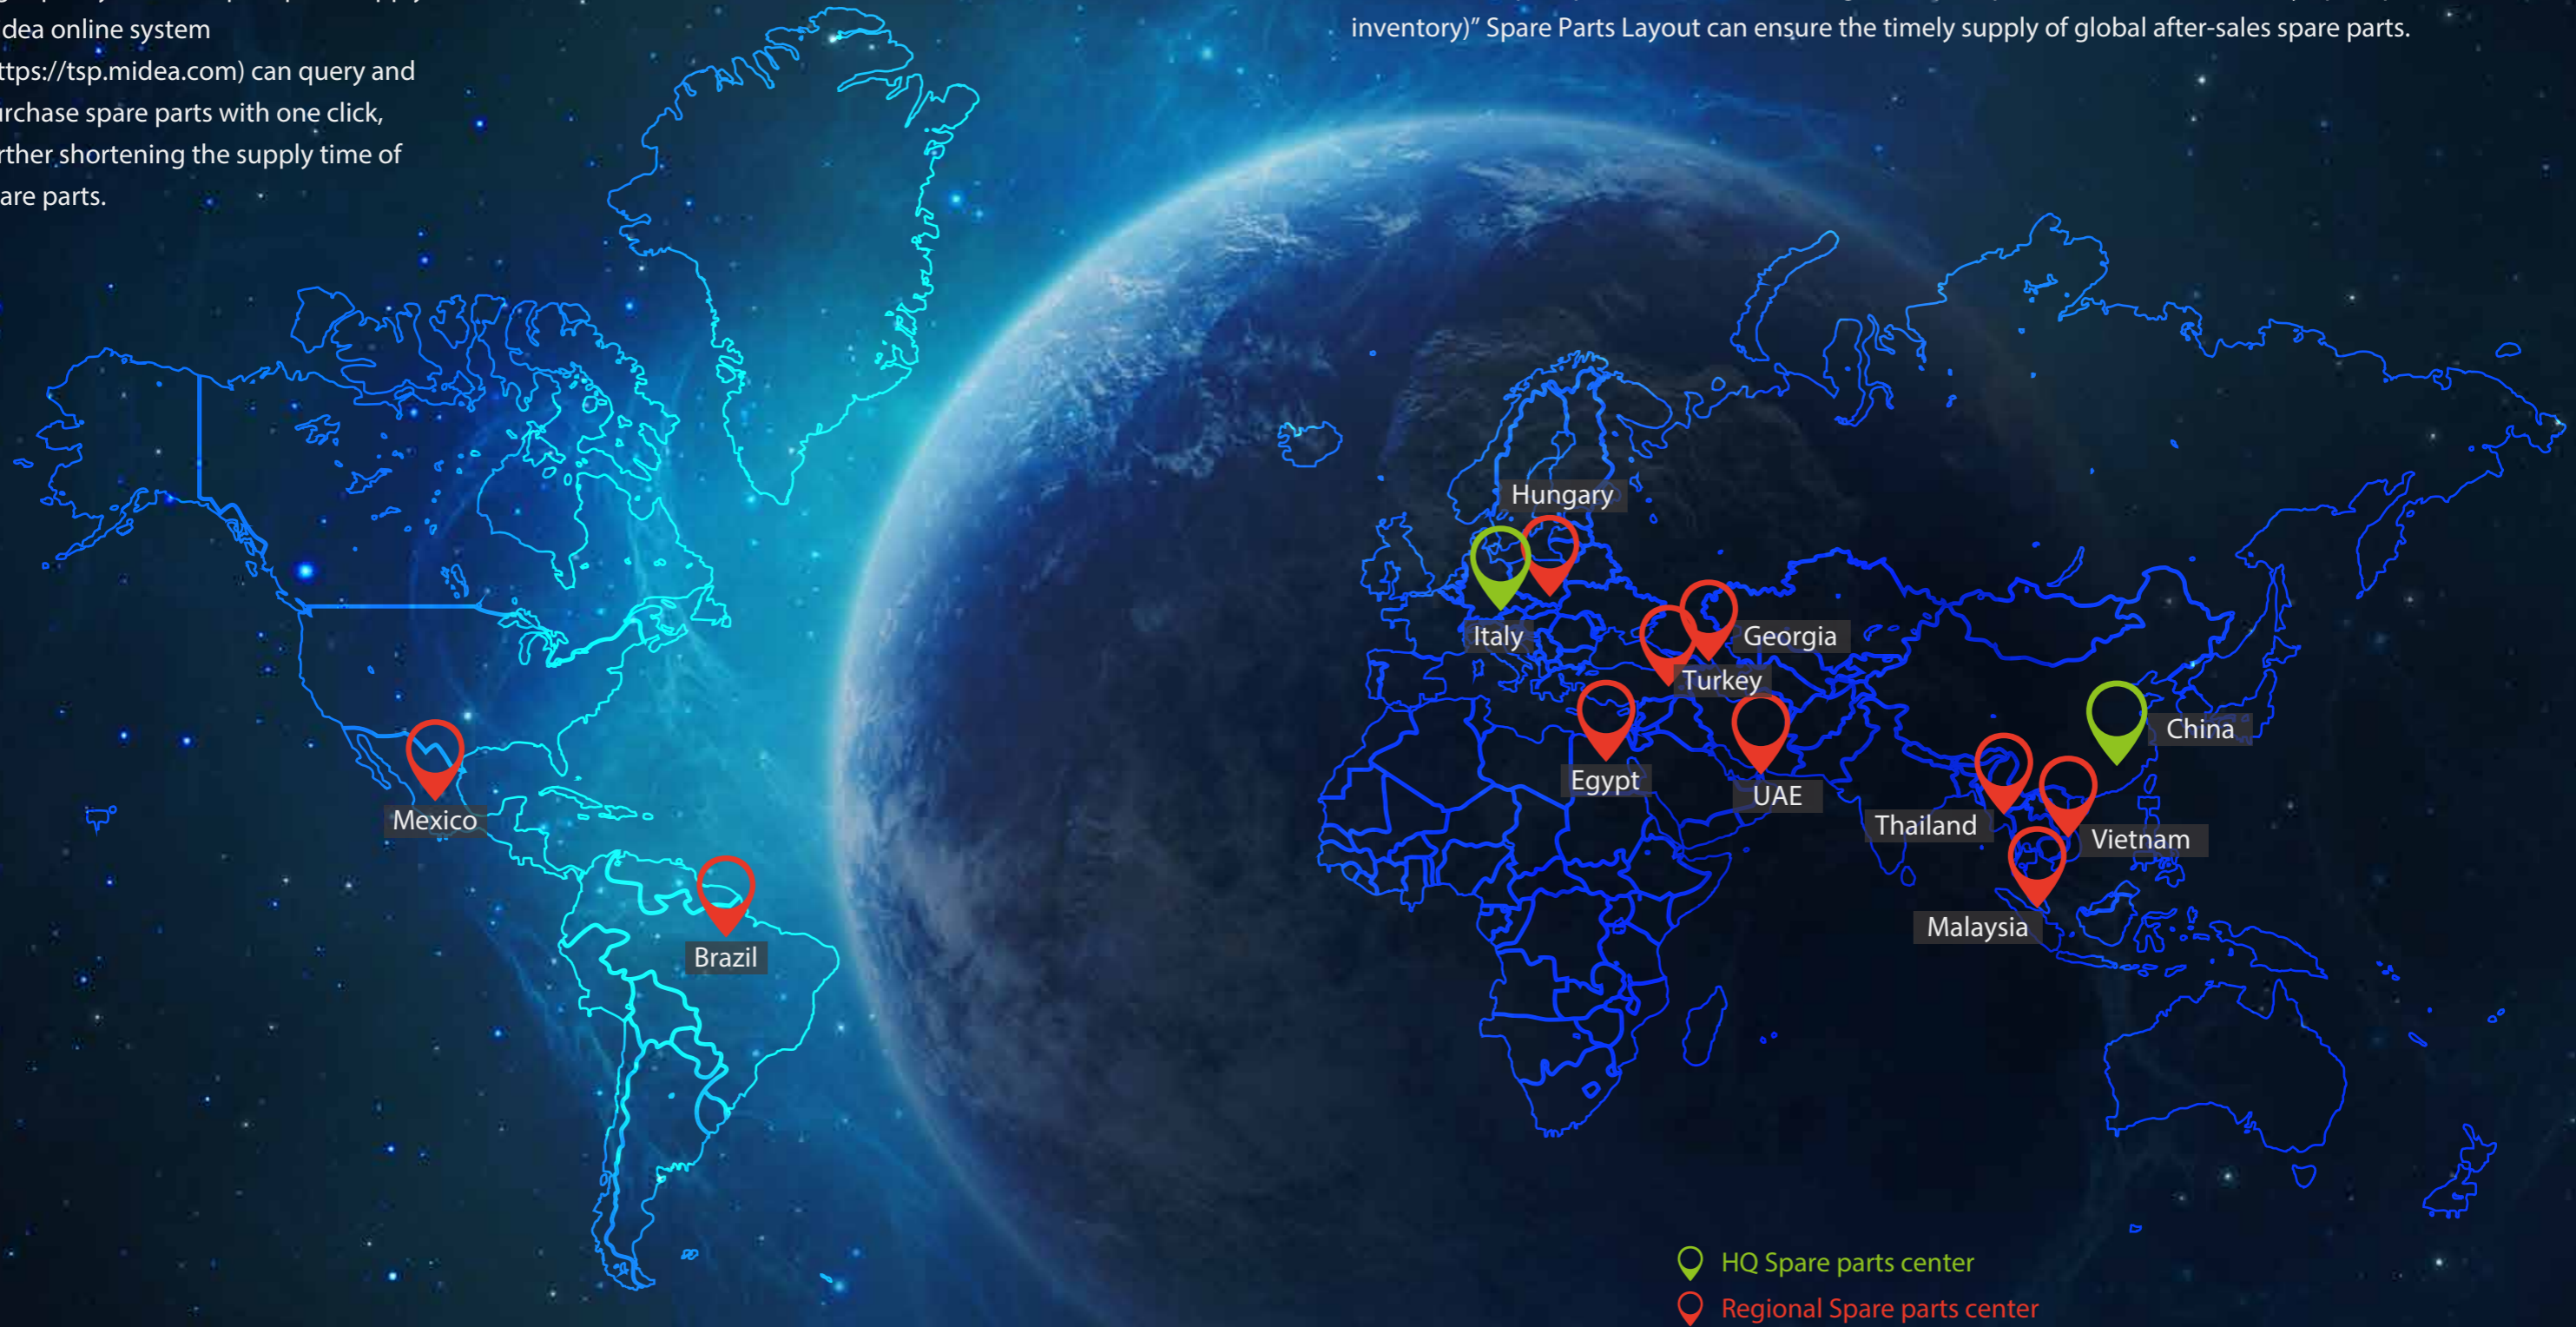 idea online system
ttps://tsp.midea.com) can query and
urchase spare parts with one click,
rther shortening the supply time of
are parts.
inventory)” Spare Parts Layout can ensure the timely supply of global after-sales spare parts.
Hungary
Italy
Georgia
Turkey
China
Egypt
UAE
Mexico
Thailand
Vietnam
Malaysia
Brazil
HQ Spare parts center
Regional Spare parts center